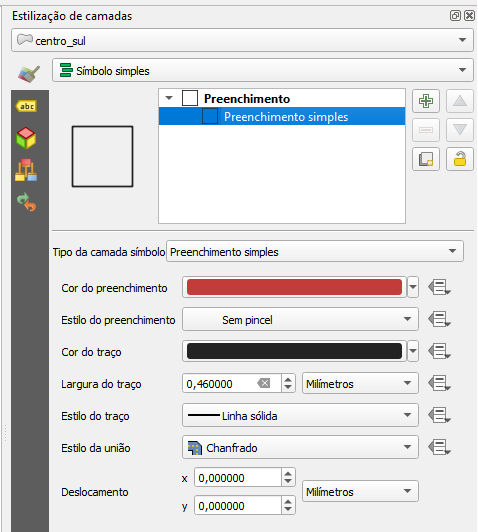 Estilização de camadas
centro_sul
Símbolo simples
abc
Preenchimento
Preenchimento simples
Tipo da camada símbolo Preenchimento simples
Cor do preenchimento
Estilo do preenchimento Sem pincel
Cor do traço
Largura do traço 0,460000 Milímetros
Estilo do traço Linha sólida
Estilo da união Chanfrado
x 0,000000
Deslocamento Milímetros
y 0,000000